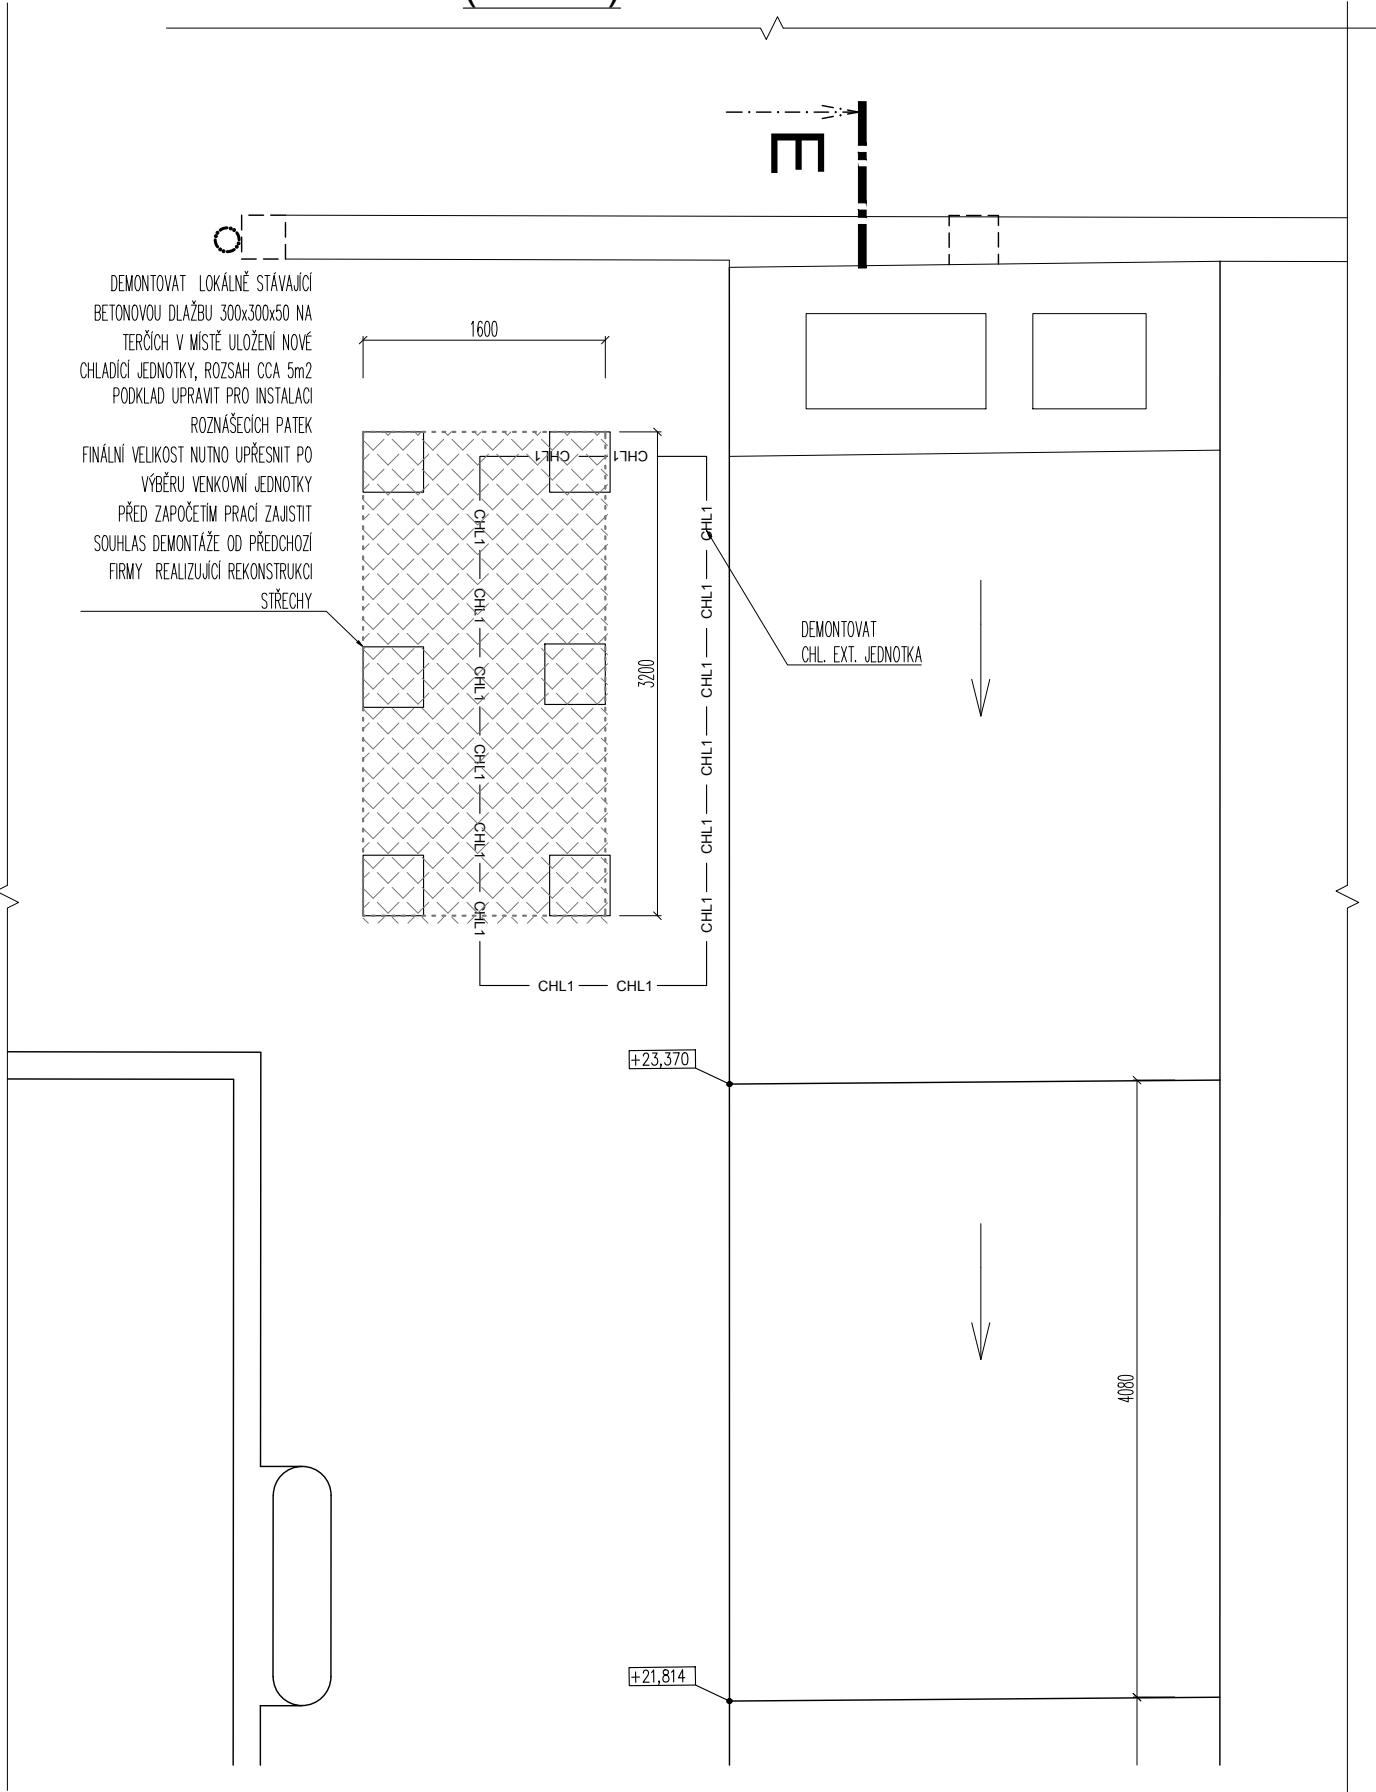 E
DEMONTOVAT LOKÁLNĚ STÁVAJÍCÍ
BETONOVOU DLAŽBU 300x300x50 NA
TERČÍCH V MÍSTĚ ULOŽENÍ NOVÉ
CHLADÍCÍ JEDNOTKY, ROZSAH CCA 5m2
PODKLAD UPRAVIT PRO INSTALACI
ROZNÁŠECÍCH PATEK
FINÁLNÍ VELIKOST NUTNO UPŘESNIT PO
VÝBĚRU VENKOVNÍ JEDNOTKY
PŘED ZAPOČETÍM PRACÍ ZAJISTIT
SOUHLAS DEMONTÁŽE OD PŘEDCHOZÍ
FIRMY REALIZUJÍCÍ REKONSTRUKCI
STŘECHY
1600
3200
CHL1
CHL1
CHL1
CHL1
CHL1
CHL1
CHL1
CHL1
CHL1
CHL1
CHL1
CHL1
CHL1
CHL1
CHL1 CHL1
DEMONTOVAT
CHL. EXT. JEDNOTKA
+23,370
4080
+21,814